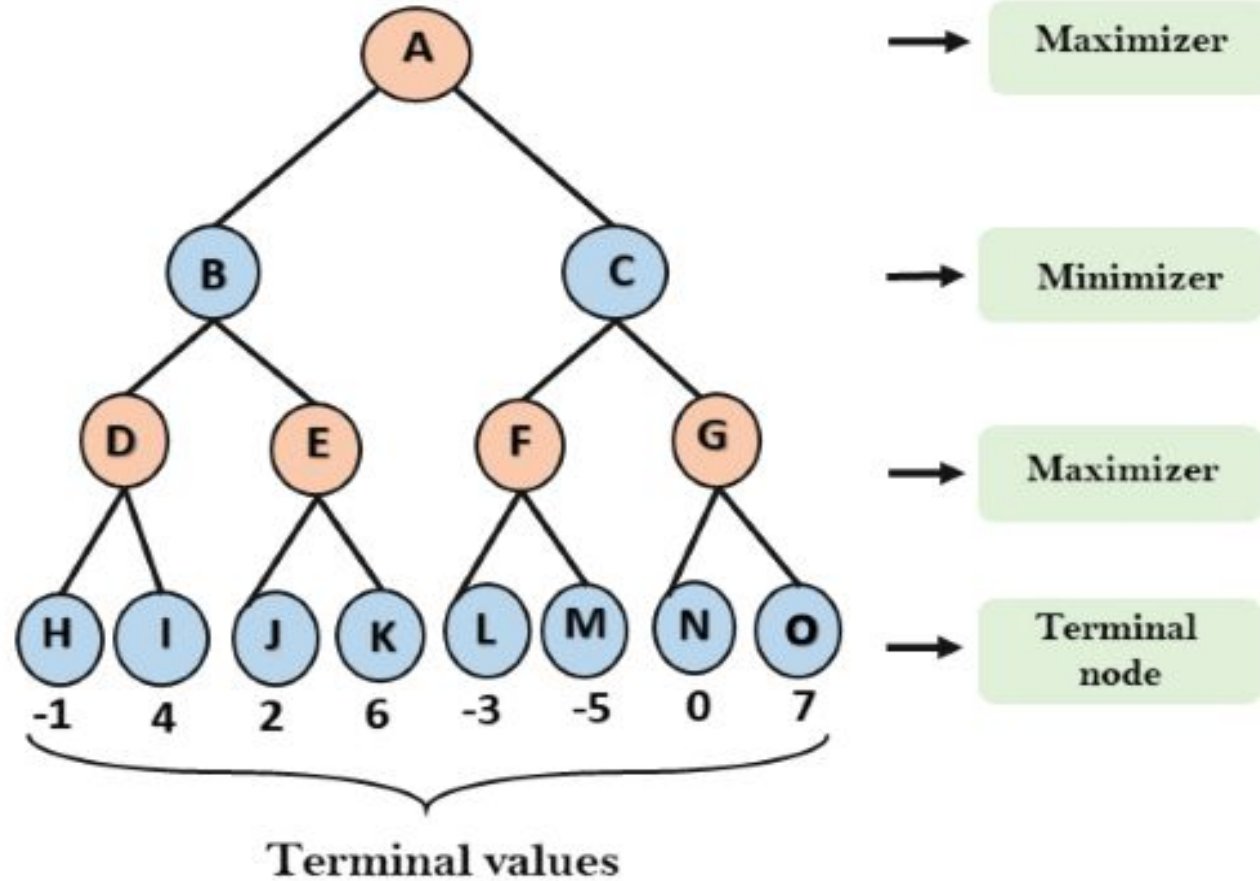 A
Maximizer
B
C
Minimizer
D
E
F
G
Maximizer
H
I
J
K
L
M
N
O
Terminal
node
-1
4
2
6
-3
-5
0
7
Terminal values